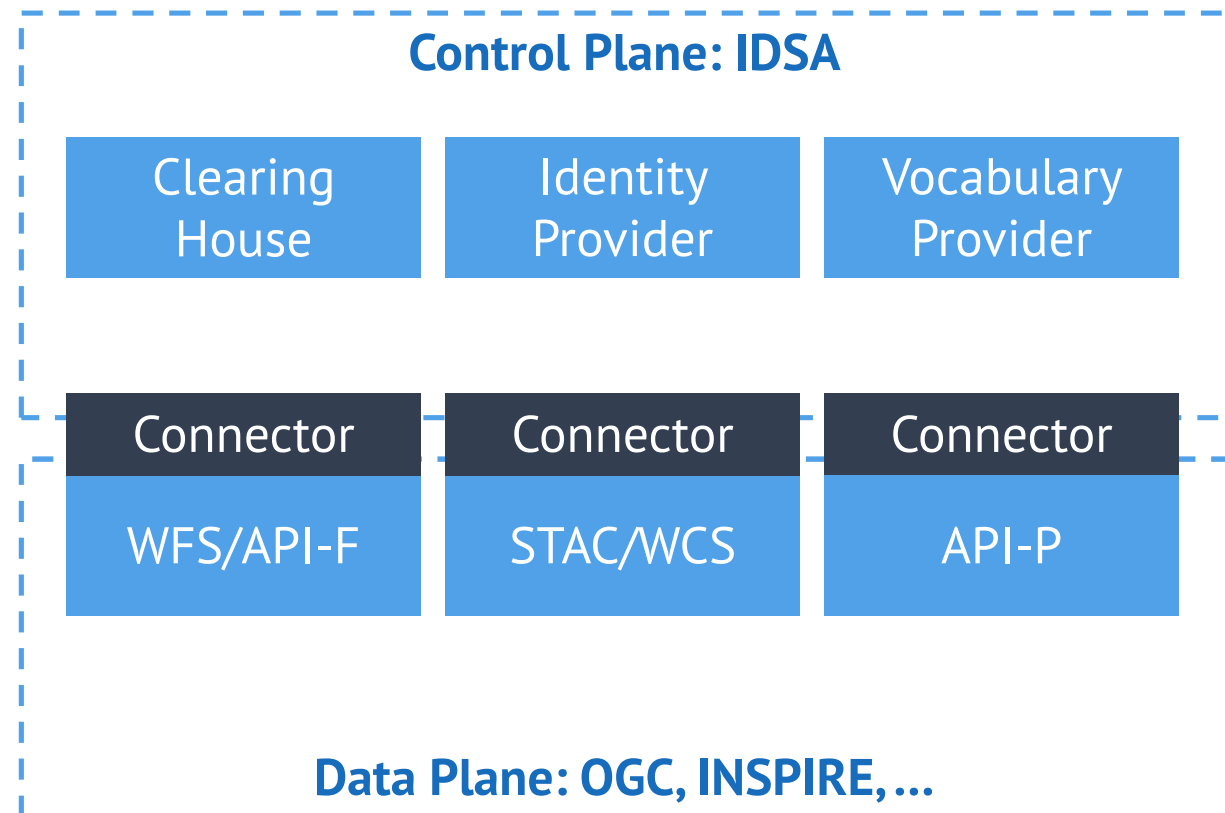 Control Plane: IDSA
Clearing
House
Identity
Provider
Vocabulary
Provider
Connector
Connector
Connector
WFS/API-F
STAC/WCS
API-P
Data Plane: OGC, INSPIRE, ...